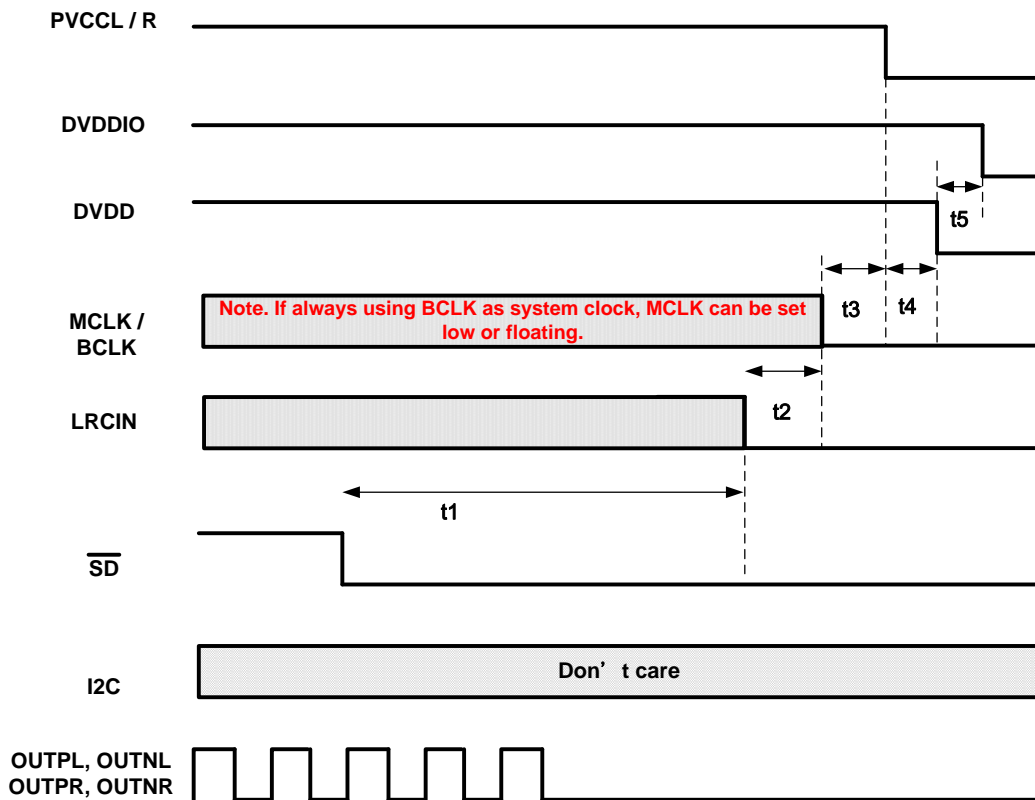 PVCCL / R
DVDDIO
DVDD
t5
MCLK /
BCLK
Note. If always using BCLK as system clock, MCLK can be set
low or floating.
t3
t4
LRCIN
t2
t1
SD
I2C
Don’ t care
OUTPL, OUTNL
OUTPR, OUTNR